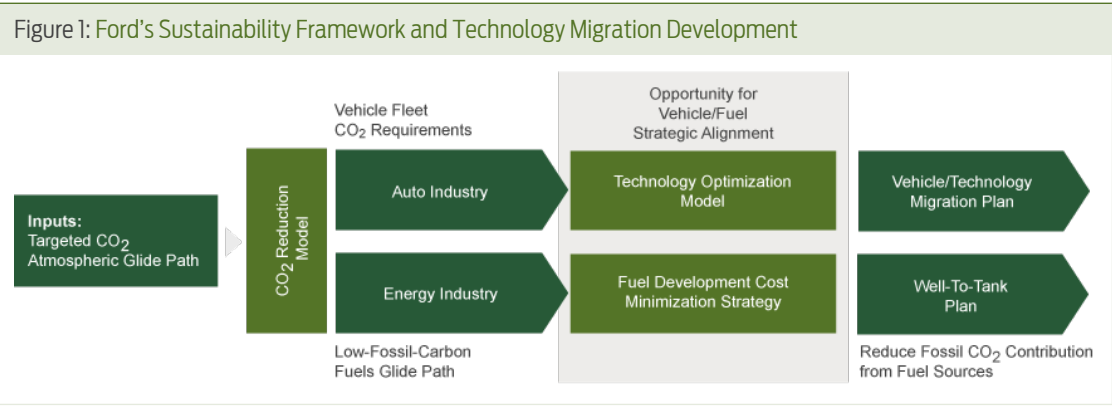 Figure 1: Ford's Sustainability Framework and Technology Migration Development
Inputs:
Targeted CO2
Atmospheric Glide Path
CO2 Reduction
Model
Vehicle Fleet
CO2 Requirements
Auto Industry
Energy Industry
Low-Fossil-Carbon
Fuels Glide Path
Opportunity for
Vehicle/Fuel
Strategic Alignment
Technology Optimization
Model
Fuel Development Cost
Minimization Strategy
Vehicle/Technology
Migration Plan
Well-To-Tank
Plan
Reduce Fossil CO2 Contribution
from Fuel Sources